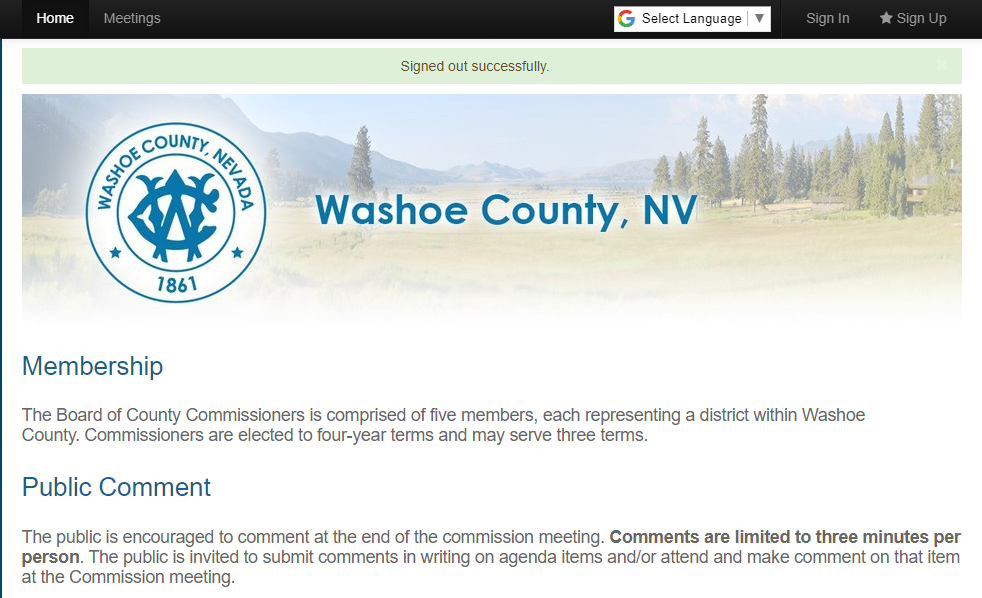 Home Meetings Select Language ▼ Sign In Sign Up
Signed out successfully.
WASHOE COUNTY, NEVADA
1861
Washoe County, NV
Membership
The Board of County Commissioners is comprised of five members, each representing a district within Washoe
County. Commissioners are elected to four-year terms and may serve three terms.
Public Comment
The public is encouraged to comment at the end of the commission meeting. Comments are limited to three minutes per
person. The public is invited to submit comments in writing on agenda items and/or attend and make comment on that item
at the Commission meeting.